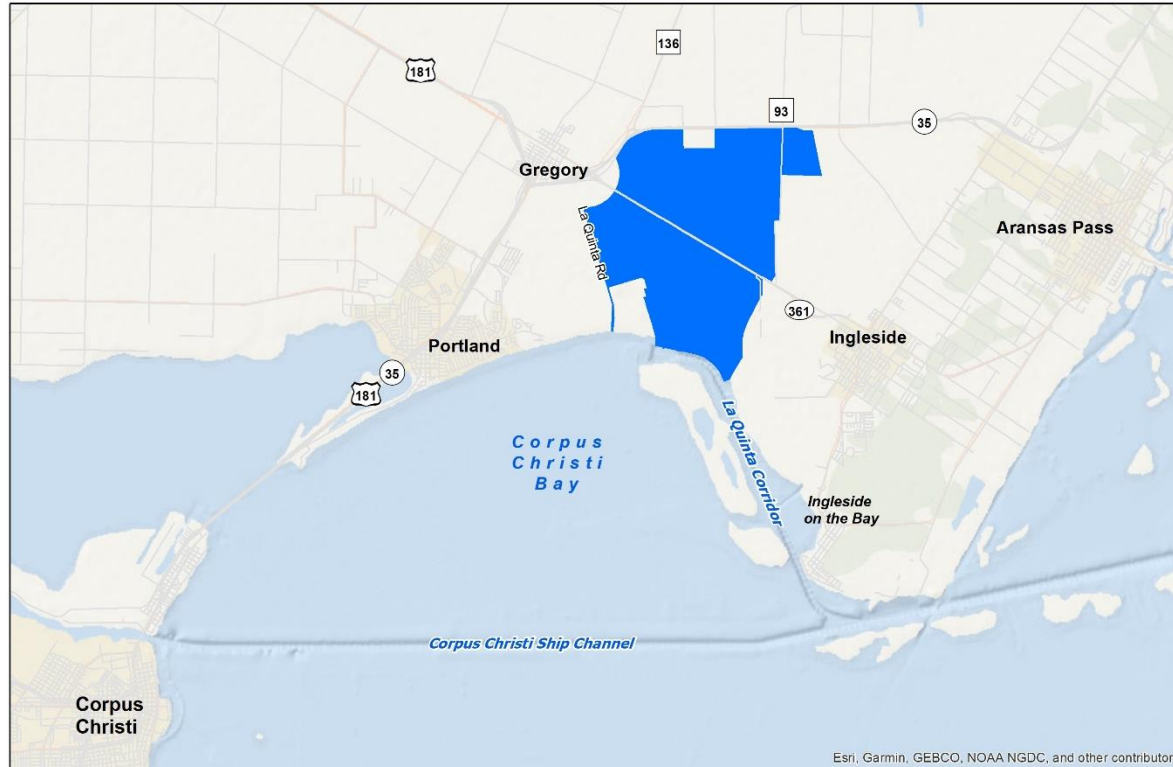 136
181
93
35
Gregory
La Quinta Rd
Aransas Pass
361
Ingleside
Portland
35
181
La Quinta Corridor
Corpus
Christi
Bay
Ingleside
on the Bay
Corpus Christi Ship Channel
Corpus
Christi
Esri, Garmin, GEBCO, NOAA NGDC, and other contributor